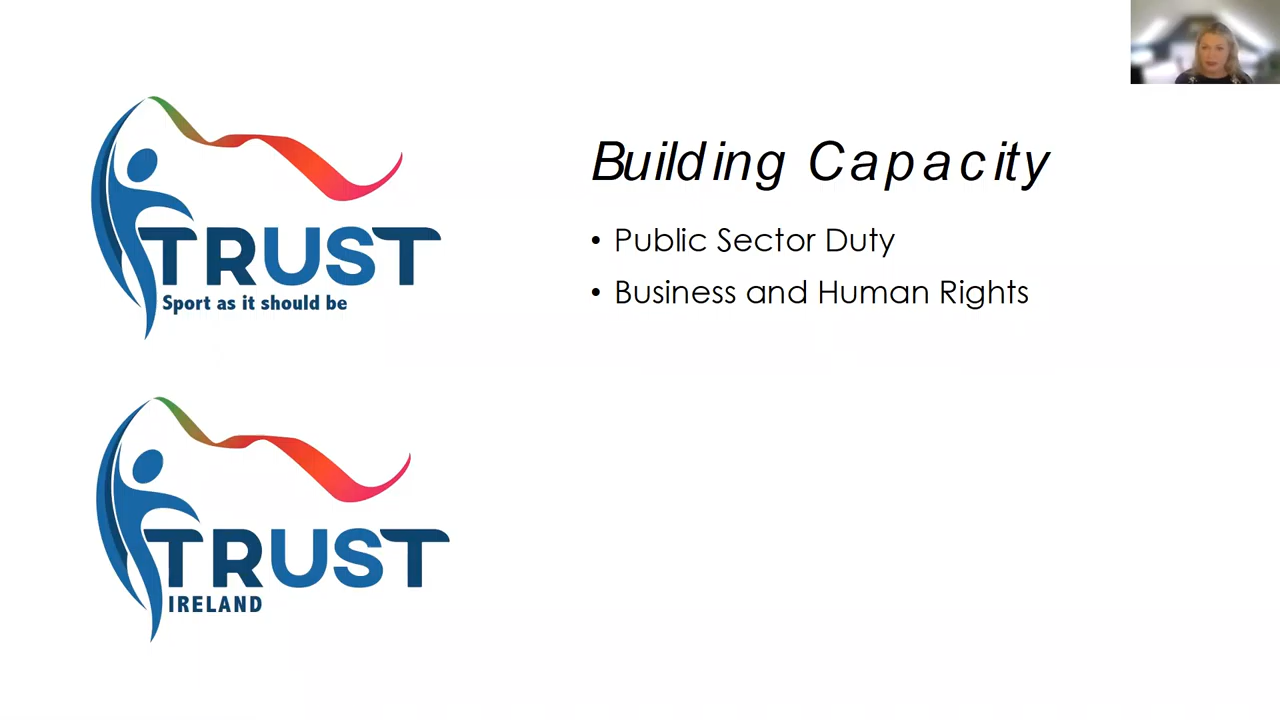 TRUST
Sport as it should be
TRUST
IRELAND
Building Capacity
• Public Sector Duty
• Business and Human Rights